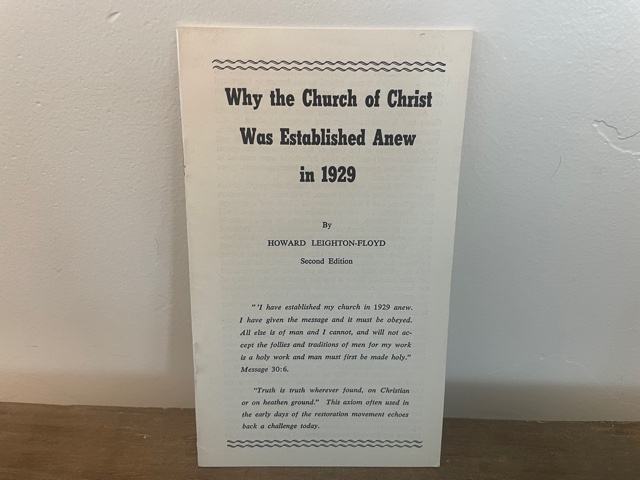 Why the Church of Christ
Was Established Anew
in 1929
By
HOWARD LEIGHTON-FLOYD
Second Edition
" 'I have established my church in 1929 anew.
I have given the message and it must be obeyed.
All else is of man and I cannot, and will not ac-
cept the follies and traditions of men for my work
is a holy work and man must first be made holy."
Message 30:6.
"Truth is truth wherever found, on Christian
or on heathen ground." This axiom often used in
the early days of the restoration movement echoes
back a challenge today.